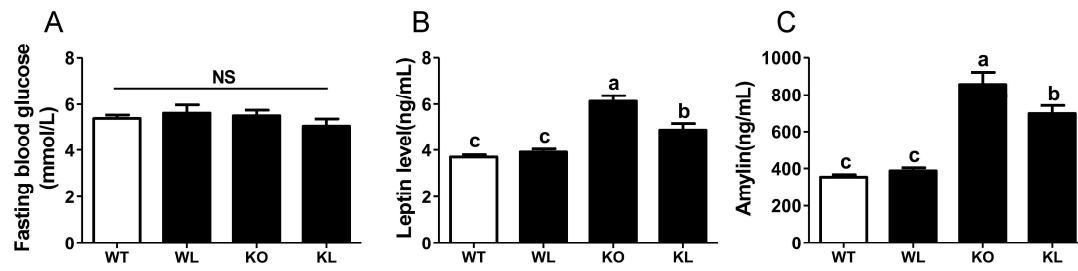 A
Fasting blood glucose
(mmol/L)
8
6
4
2
0
NS
WT WL KO KL
B
Leptin level(ng/mL)
8
6
4
2
0
c c a b
WT WL KO KL
C
Amylin(ng/mL)
1000
800
600
400
200
0
c c a b
WT WL KO KL